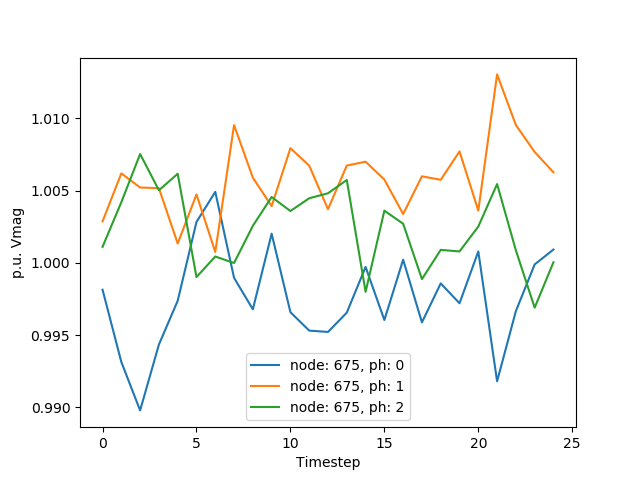 1.010
1.005
1.000
0.995
0.990
p.u. Vmag
node: 675, ph: 0
node: 675, ph: 1
node: 675, ph: 2
0 5 10 15 20 25
Timestep